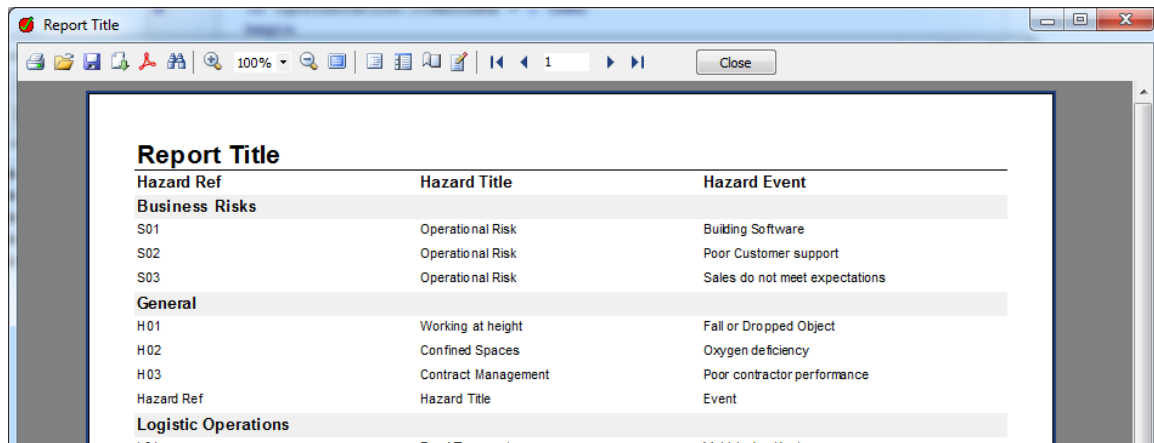 Report Title
100% 1 Close
Report Title
Hazard Ref Hazard Title Hazard Event
Business Risks
S01 Operational Risk Building Software
S02 Operational Risk Poor Customer support
S03 Operational Risk Sales do not meet expectations
General
H01 Working at height Fall or Dropped Object
H02 Confined Spaces Oxygen deficiency
H03 Contract Management Poor contractor performance
Hazard Ref Hazard Title Event
Logistic Operations